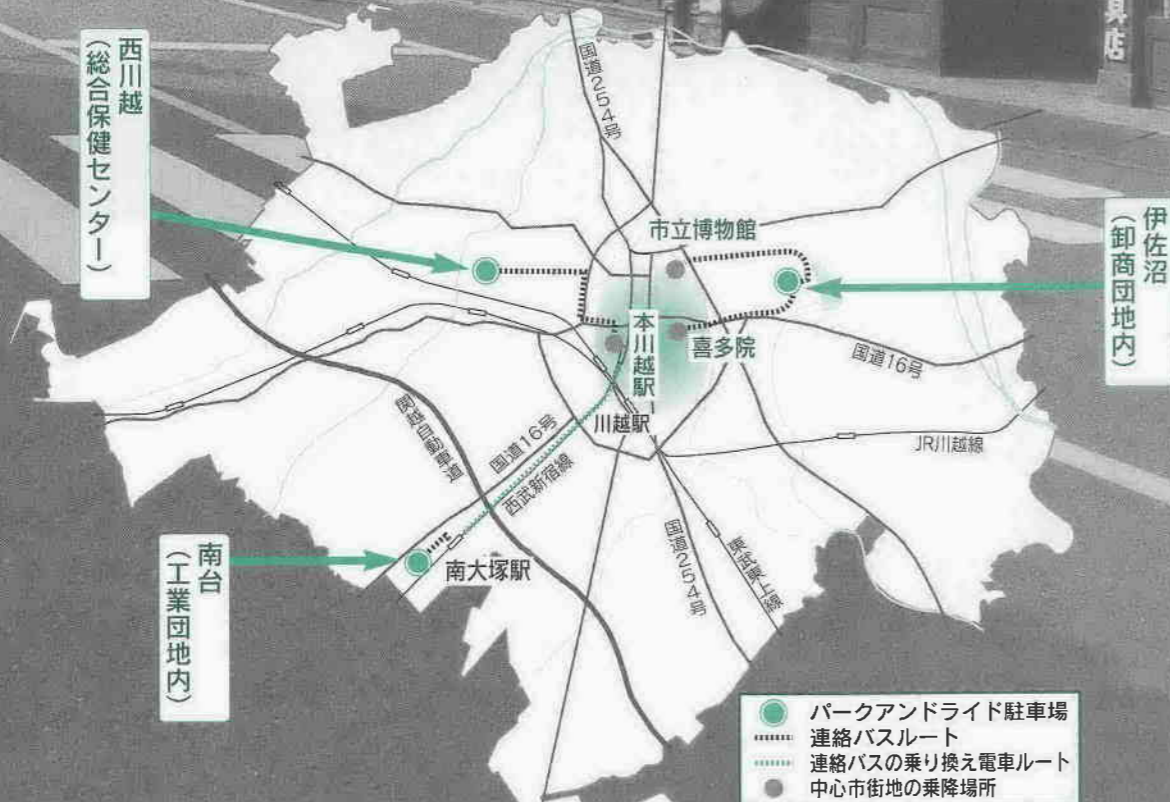 具店
国道254号
西川越
（総合保健センター）
市立博物館
伊佐沼
（卸商団地内）
本川越駅
喜多院
国道16号
川越駅
関越自動車道
国道16号
西武新宿線
JR川越線
南台
（工業団地内）
南大塚駅
国道254号
東武東上線
パークアンドライド駐車場
連絡バスルート
連絡バスの乗り換え電車ルート
中心市街地の乗降場所